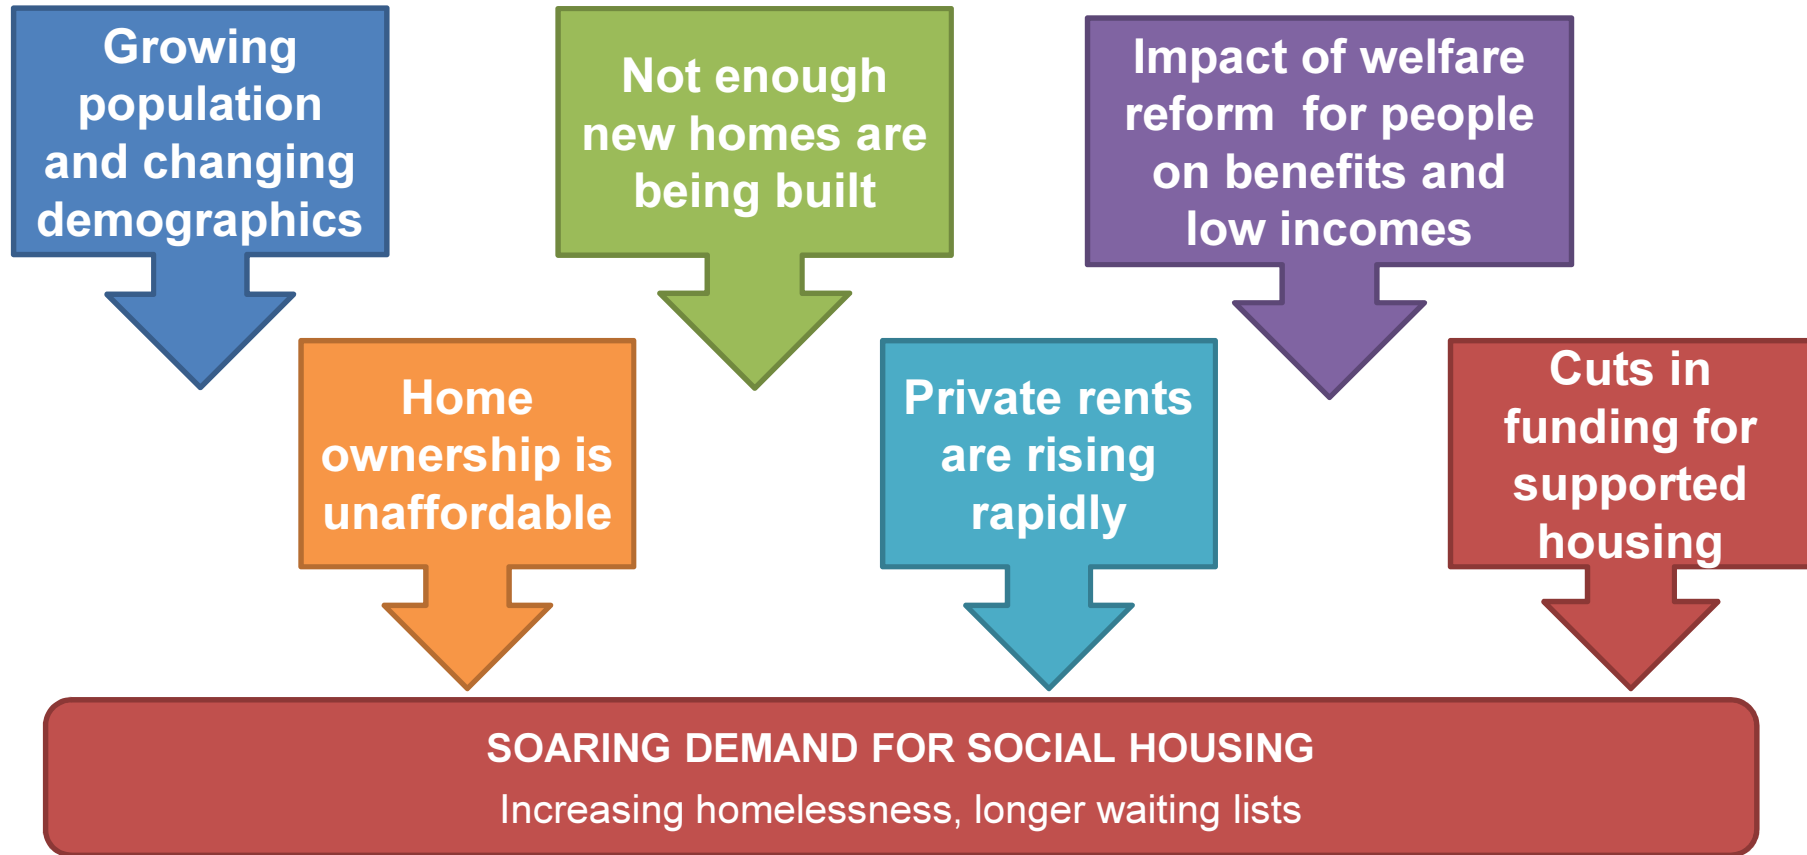 Growing
population
and changing
demographics
Not enough
new homes are
being built
Impact of welfare
reform  for people
on benefits and
low incomes
Home
ownership is
unaffordable
Private rents
are rising
rapidly
Cuts in
funding for
supported
housing
SOARING DEMAND FOR SOCIAL HOUSING
Increasing homelessness, longer waiting lists